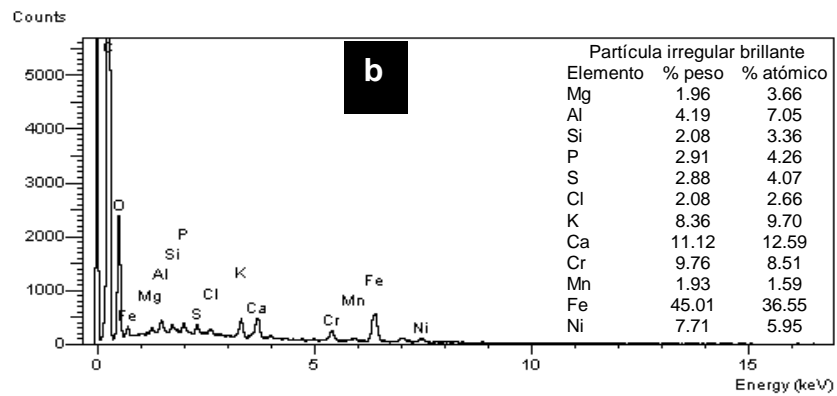 Counts
b
5000
4000
3000
2000
1000
0
C
O
Fe
Mg
Al
Si
P
S
Cl
K
Ca
Cr
Mn
Fe
Ni
0 5 10 15
Energy (keV)
Partícula irregular brillante
Elemento % peso % atómico
Mg 1.96 3.66
Al 4.19 7.05
Si 2.08 3.36
P 2.91 4.26
S 2.88 4.07
Cl 2.08 2.66
K 8.36 9.70
Ca 11.12 12.59
Cr 9.76 8.51
Mn 1.93 1.59
Fe 45.01 36.55
Ni 7.71 5.95